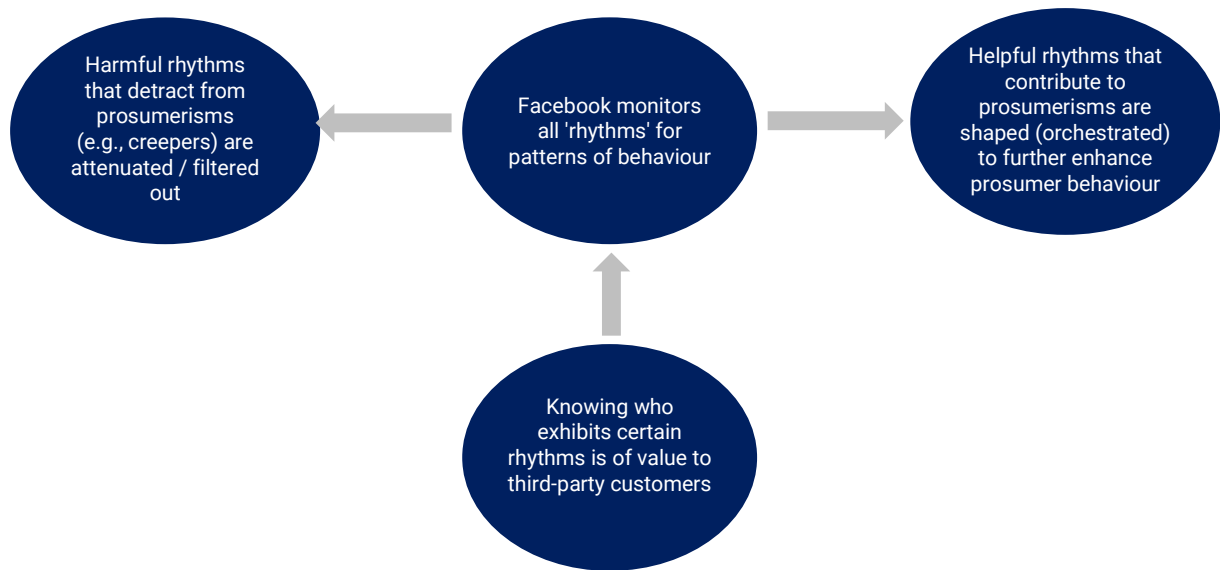 Harmful rhythms
that detract from
prosumerisms
(e.g., creepers) are
attenuated / filtered
out
Facebook monitors
all 'rhythms' for
patterns of behaviour
Helpful rhythms that
contribute to
prosumerisms are
shaped (orchestrated)
to further enhance
prosumer behaviour
Knowing who
exhibits certain
rhythms is of value to
third-party customers